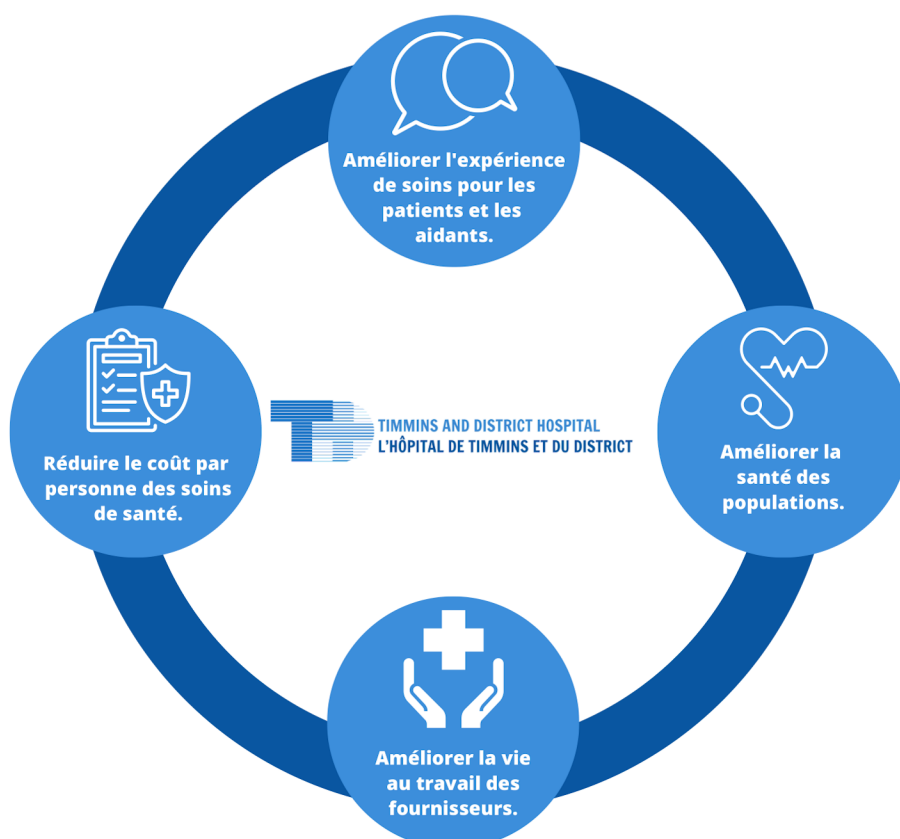 Améliorer l'expérience
de soins pour les
patients et les
aidants.
Réduire le coût par
personne des soins
de santé.
TIMMINS AND DISTRICT HOSPITAL
L'HÔPITAL DE TIMMINS ET DU DISTRICT
Améliorer la
santé des
populations.
Améliorer la vie
au travail des
fournisseurs.